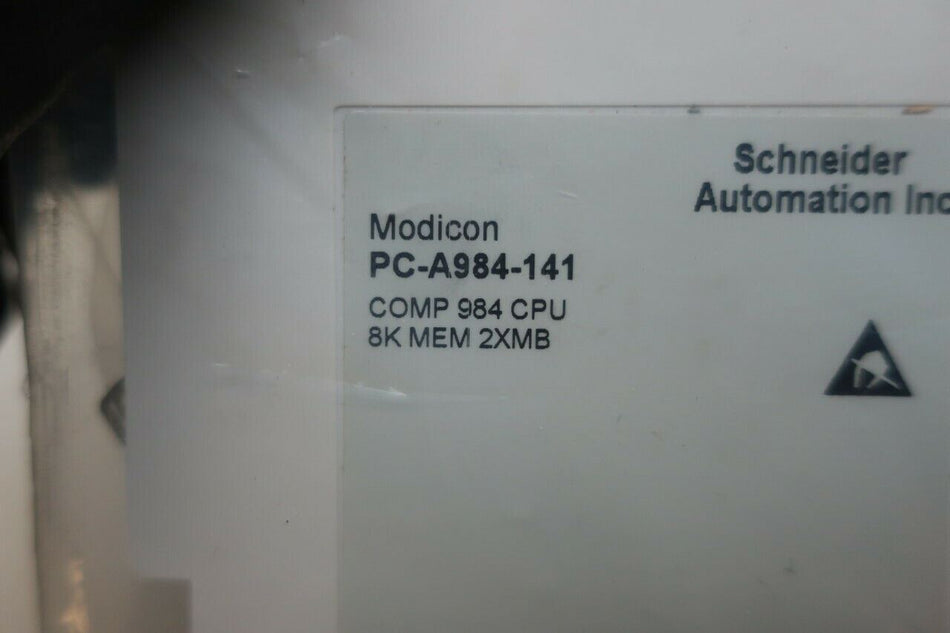 Schneider
Automation Inc
Modicon
PC-A984-141
COMP 984 CPU
8K MEM 2XMB